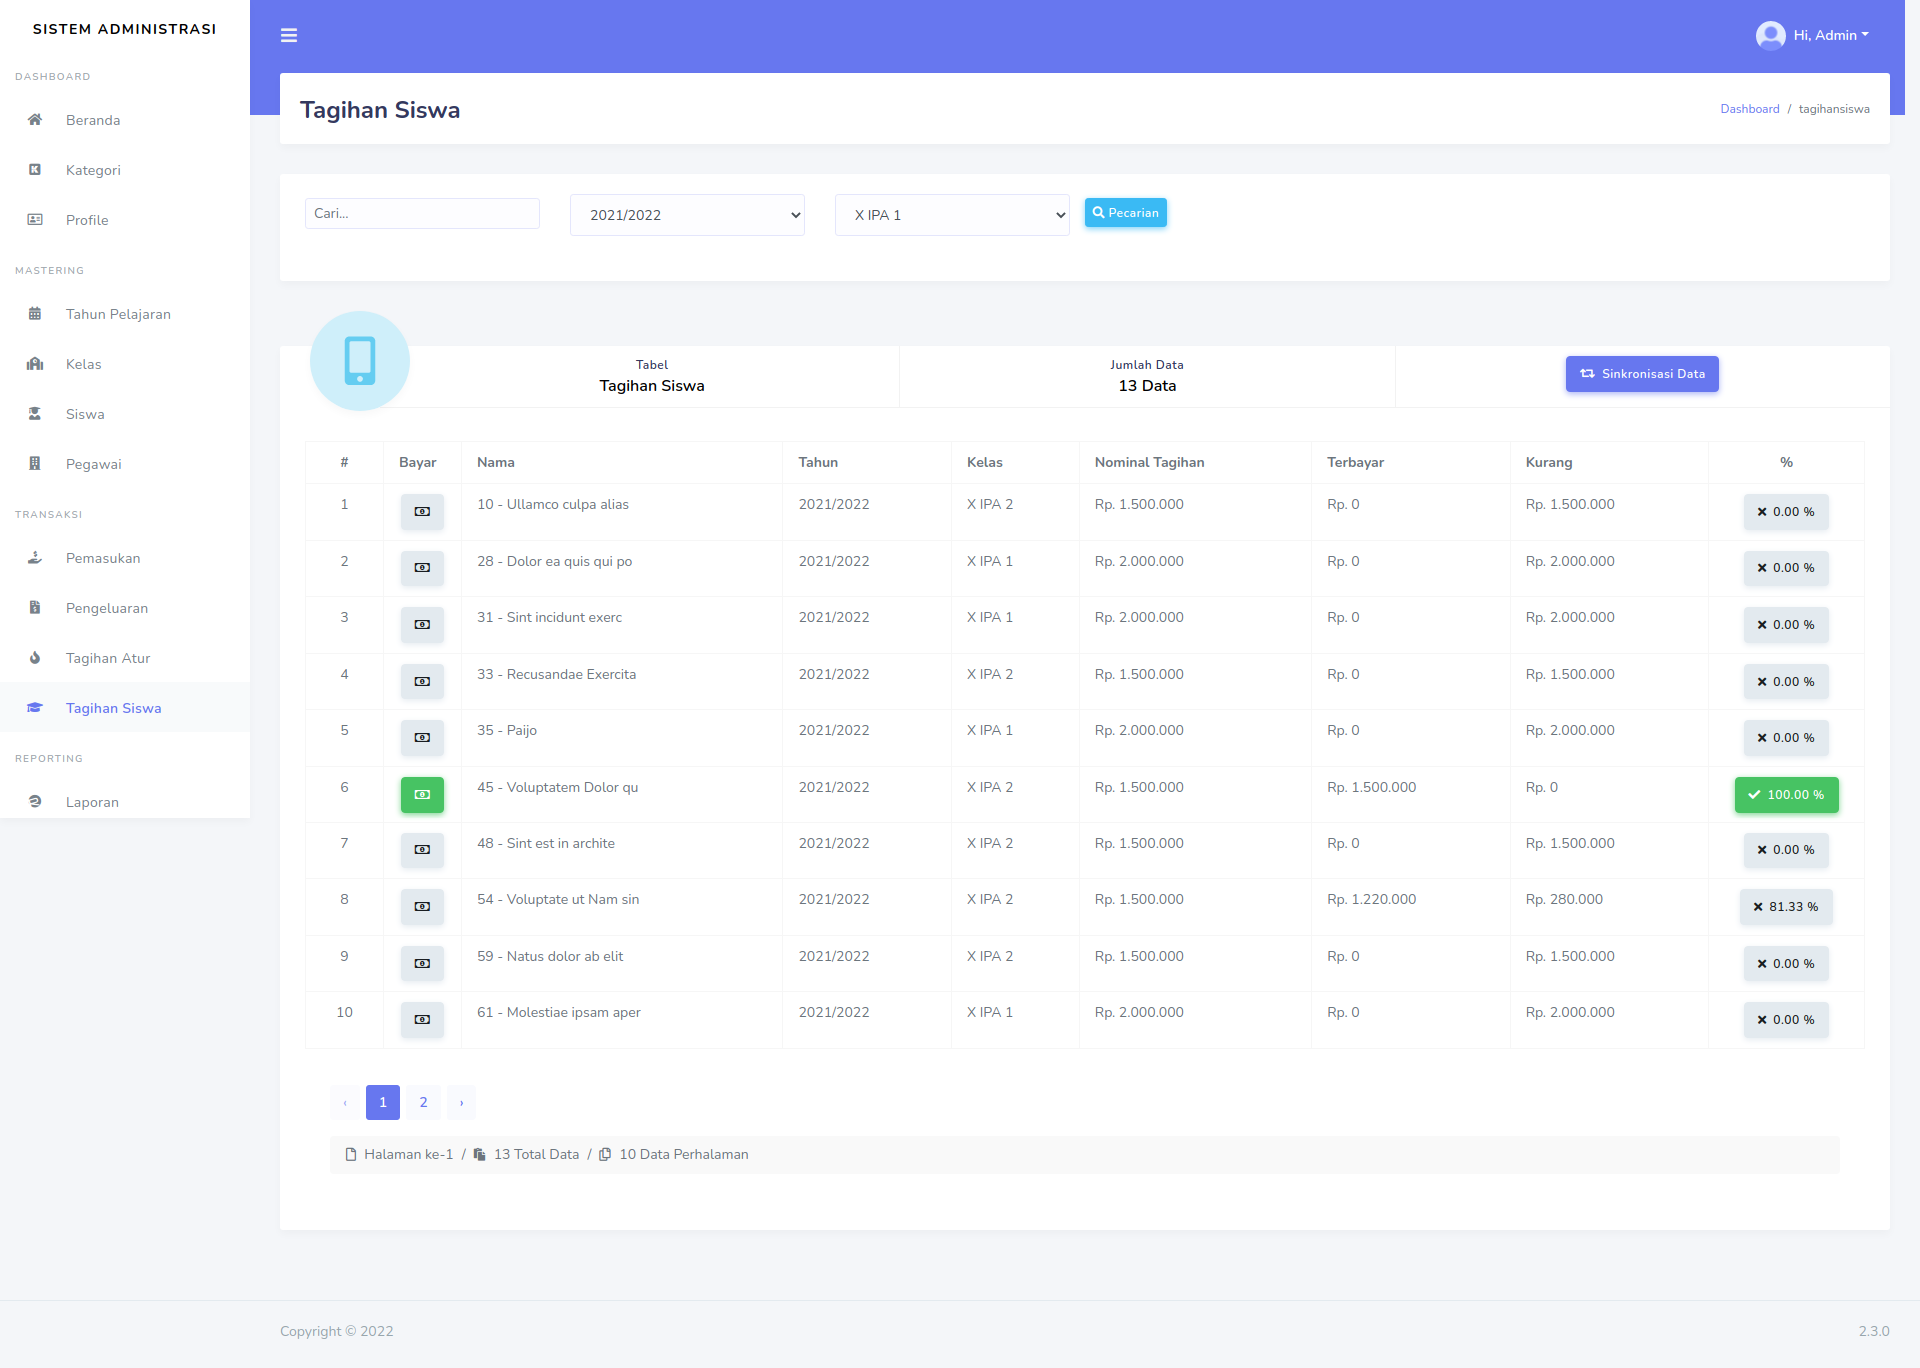 SISTEM ADMINISTRASI
Hi, Admin
DASHBOARD
Beranda
Kategori
Profile
MASTERING
Tahun Pelajaran
Kelas
Siswa
Pegawai
TRANSAKSI
Pemasukan
Pengeluaran
Tagihan Atur
Tagihan Siswa
REPORTING
Laporan
Tagihan Siswa
Dashboard / tagihansiswa
Cari... 2021/2022 X IPA 1 Pecarian
Tabel
Tagihan Siswa
Jumlah Data
13 Data
Sinkronisasi Data
# Bayar Nama Tahun Kelas Nominal Tagihan Terbayar Kurang %
1 10 - Ullamco culpa alias 2021/2022 X IPA 2 Rp. 1.500.000 Rp. 0 Rp. 1.500.000 0.00 %
2 28 - Dolor ea quis qui po 2021/2022 X IPA 1 Rp. 2.000.000 Rp. 0 Rp. 2.000.000 0.00 %
3 31 - Sint incidunt exerc 2021/2022 X IPA 1 Rp. 2.000.000 Rp. 0 Rp. 2.000.000 0.00 %
4 33 - Recusandae Exercita 2021/2022 X IPA 2 Rp. 1.500.000 Rp. 0 Rp. 1.500.000 0.00 %
5 35 - Paijo 2021/2022 X IPA 1 Rp. 2.000.000 Rp. 0 Rp. 2.000.000 0.00 %
6 45 - Voluptatem Dolor qu 2021/2022 X IPA 2 Rp. 1.500.000 Rp. 1.500.000 Rp. 0 100.00 %
7 48 - Sint est in archite 2021/2022 X IPA 2 Rp. 1.500.000 Rp. 0 Rp. 1.500.000 0.00 %
8 54 - Voluptate ut Nam sin 2021/2022 X IPA 2 Rp. 1.500.000 Rp. 1.220.000 Rp. 280.000 81.33 %
9 59 - Natus dolor ab elit 2021/2022 X IPA 2 Rp. 1.500.000 Rp. 0 Rp. 1.500.000 0.00 %
10 61 - Molestiae ipsam aper 2021/2022 X IPA 1 Rp. 2.000.000 Rp. 0 Rp. 2.000.000 0.00 %
‹ 1 2 ›
Halaman ke-1 / 13 Total Data / 10 Data Perhalaman
Copyright © 2022
2.3.0